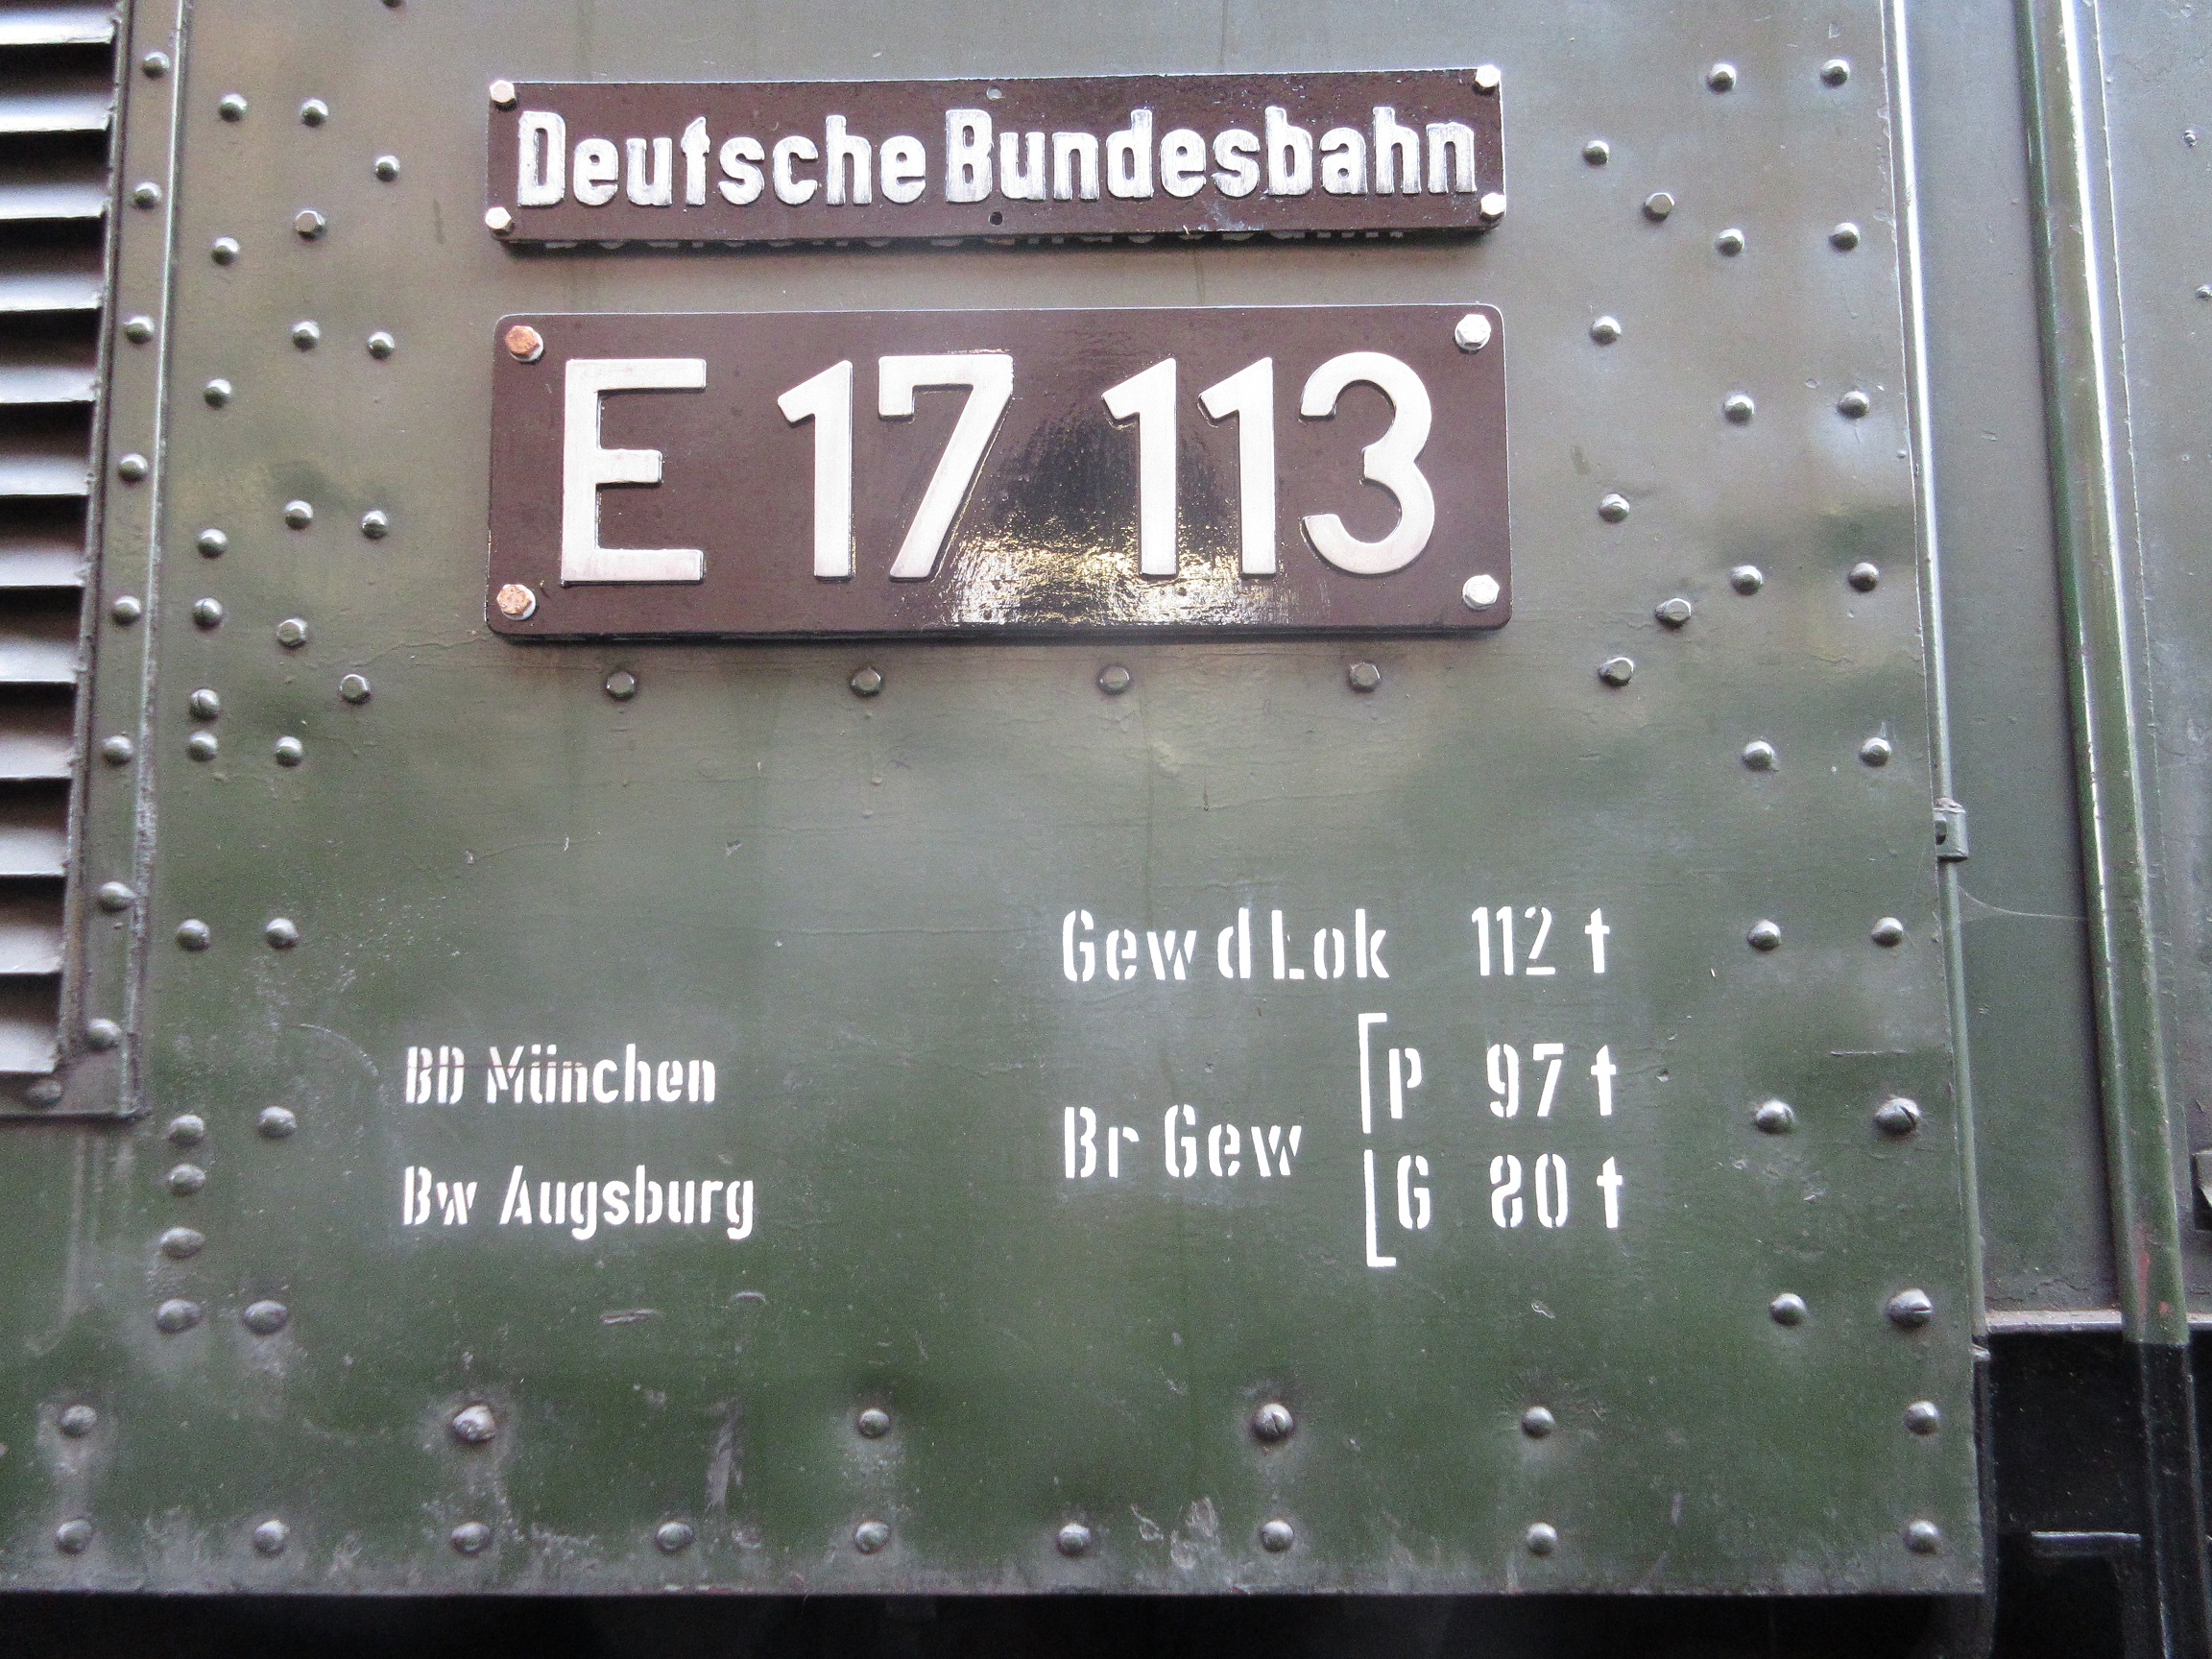 Deutsche Bundesbahn
E 17 113
Gew d Lok 112 t
BD München
Bw Augsburg
Br Gew
P 97 t
G 80 t